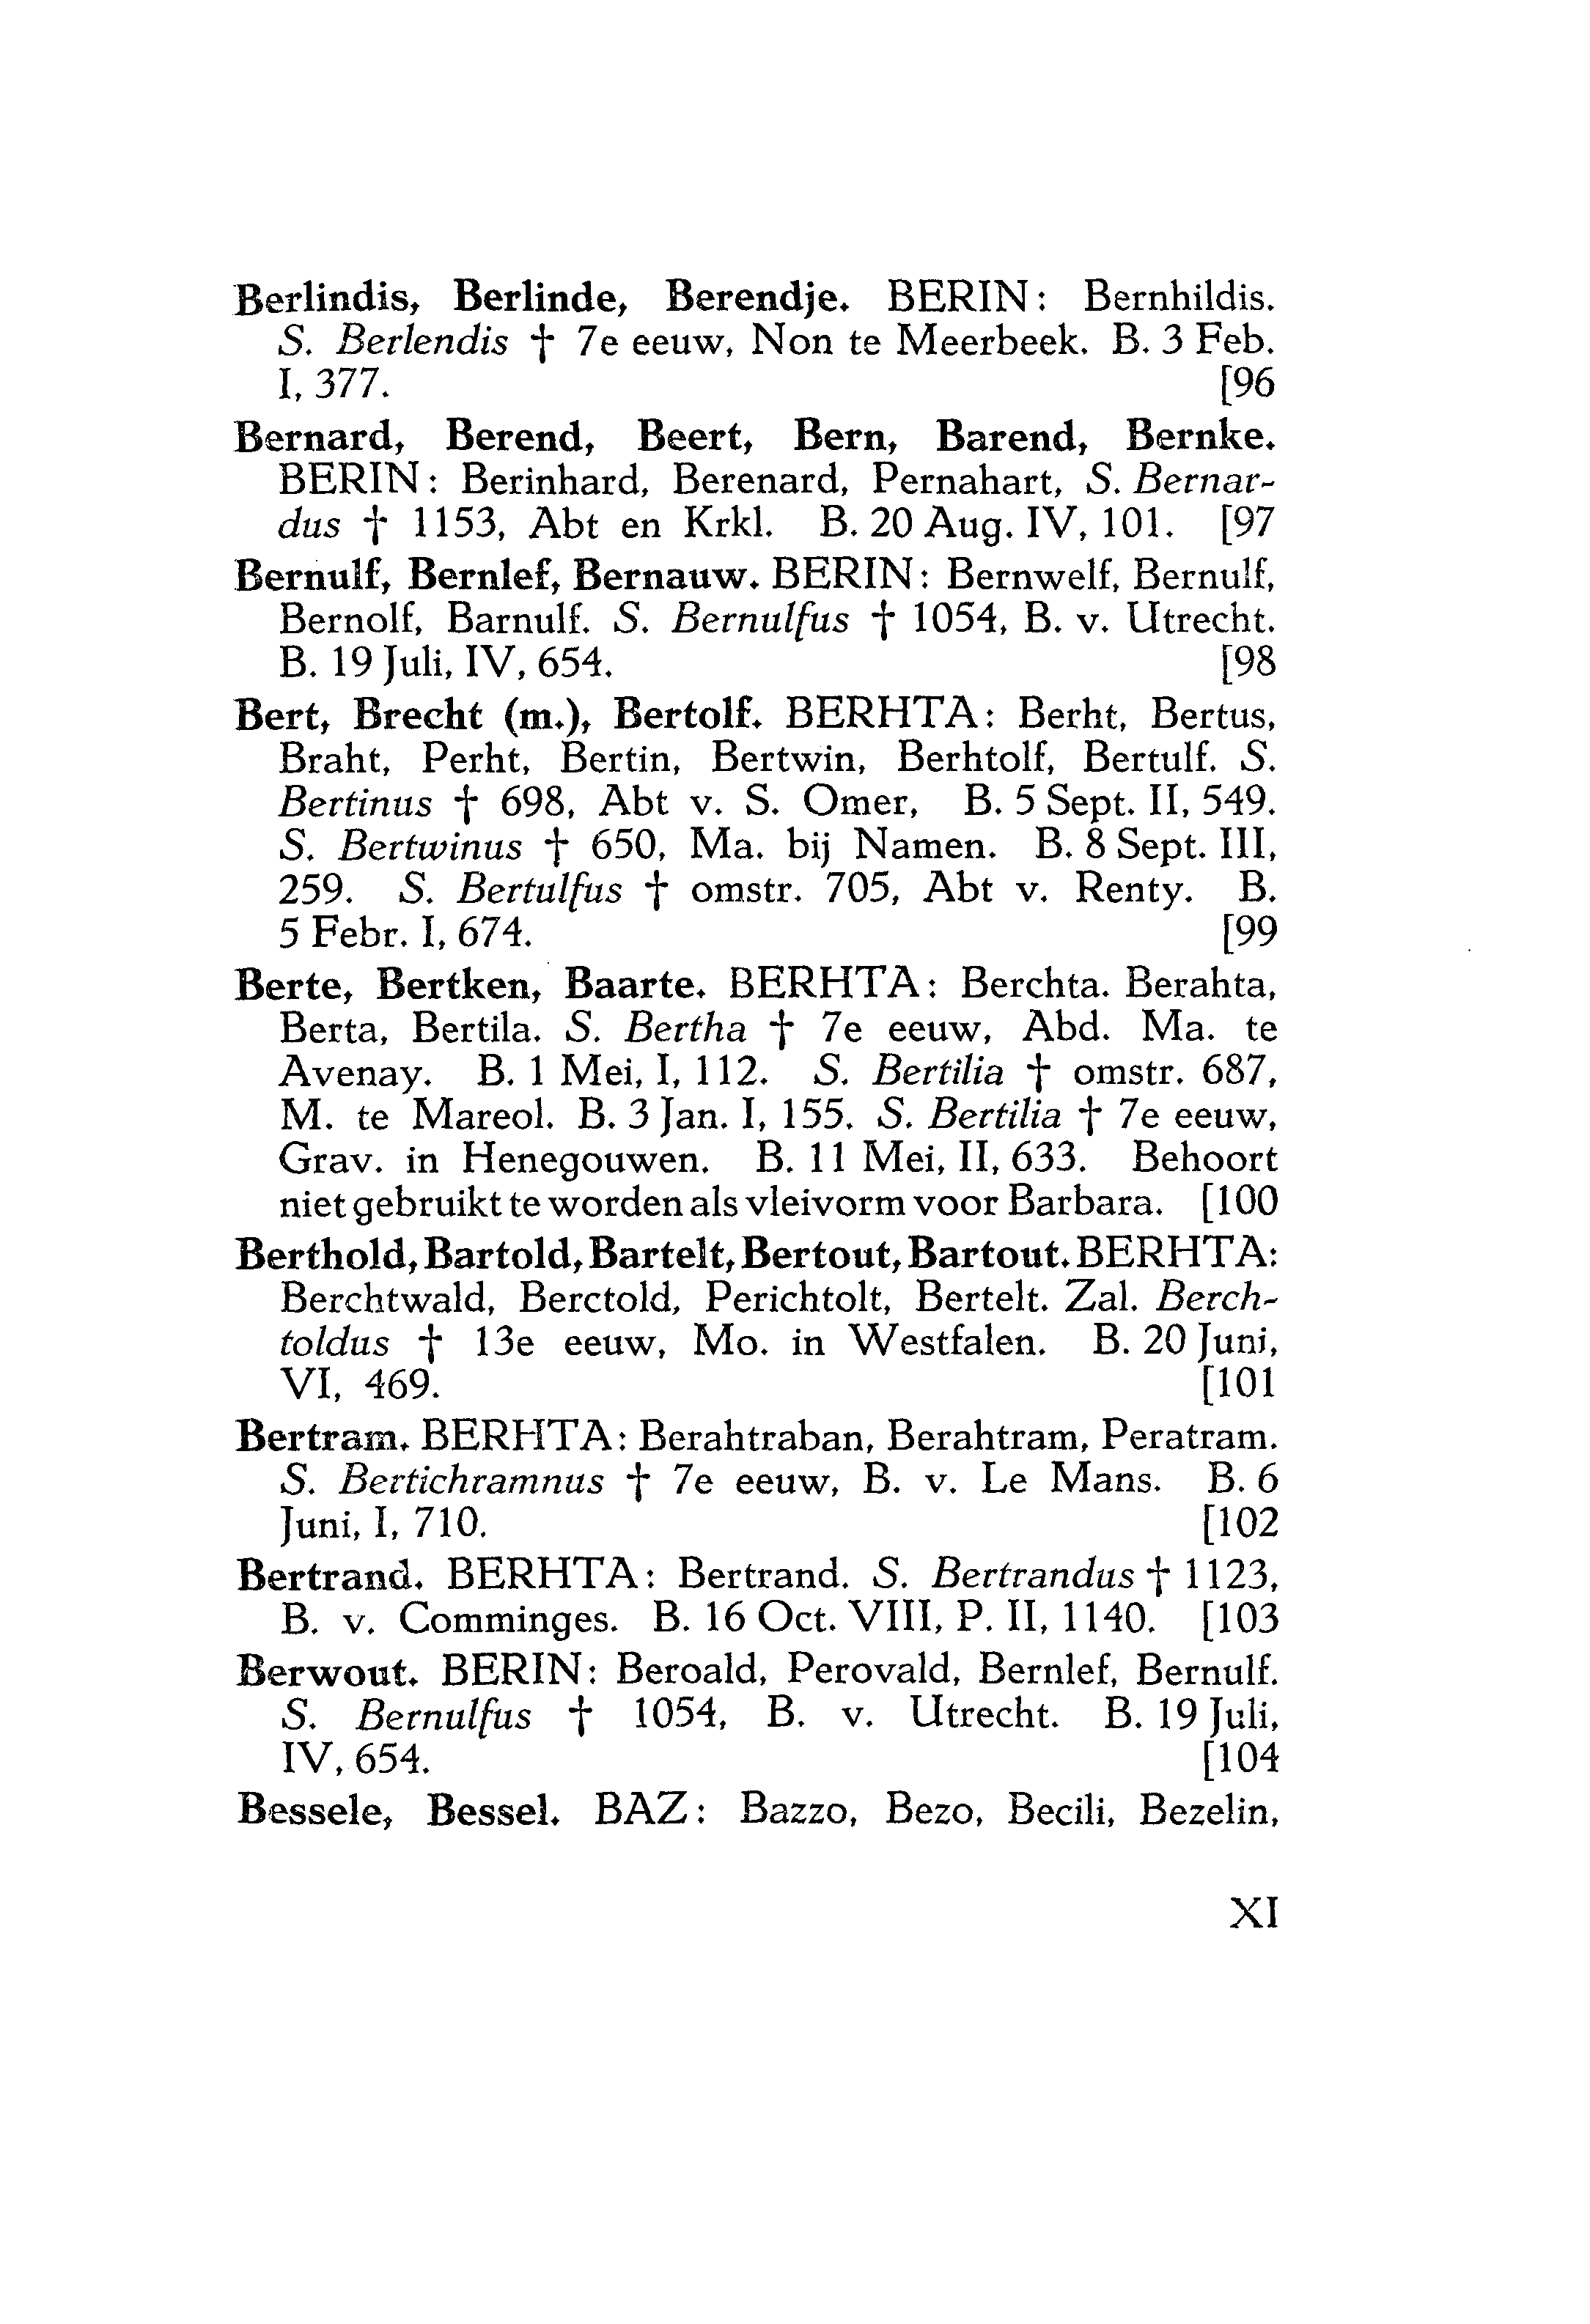 Berlindis, Berlinde, Berendje. BERIN: Bernhildis.
S. Berlendis † 7e eeuw, Non te Meerbeek. B. 3 Feb.
I, 377. [96
Bernard, Berend, Beert, Bern, Barend, Bernke.
BERIN: Berinhard, Berenard, Pernahart, S. Bernar-
dus † 1153, Abt en Krkl. B. 20 Aug. IV, 101. [97
Bernulf, Bernlef, Bernauw. BERIN: Bernwelf, Bernulf,
Bernolf, Barnulf. S. Bernulfus † 1054, B. v. Utrecht.
B. 19 Juli, IV, 654. [98
Bert, Brecht (m.), Bertolf. BERHTA: Berht, Bertus,
Braht, Perht, Bertin, Bertwin, Berhtolf, Bertulf. S.
Bertinus † 698, Abt v. S. Omer, B. 5 Sept. II, 549.
S. Bertwinus † 650, Ma. bij Namen. B. 8 Sept. III,
259. S. Bertulfus † omstr. 705, Abt v. Renty. B.
5 Febr. I, 674. [99
Berte, Bertken, Baarte. BERHTA: Berchta. Berahta,
Berta, Bertila. S. Bertha † 7e eeuw, Abd. Ma. te
Avenay. B. 1 Mei, I, 112. S. Bertilia † omstr. 687,
M. te Mareol. B. 3 Jan. I, 155. S. Bertilia † 7e eeuw,
Grav. in Henegouwen. B. 11 Mei, II, 633. Behoort
niet gebruikt te worden als vleivorm voor Barbara. [100
Berthold, Bartold, Bartelt, Bertout, Bartout. BERHTA:
Berchtwald, Berctold, Perichtolt, Bertelt. Zal. Berch-
toldus † 13e eeuw, Mo. in Westfalen. B. 20 Juni,
VI, 469. [101
Bertram. BERHTA: Berahtraban, Berahtram, Peratram.
S. Bertichramnus † 7e eeuw, B. v. Le Mans. B. 6
Juni, I, 710. [102
Bertrand. BERHTA: Bertrand. S. Bertrandus † 1123,
B. v. Comminges. B. 16 Oct. VIII, P. II, 1140. [103
Berwout. BERIN: Beroald, Perovald, Bernlef, Bernulf.
S. Bernulfus † 1054, B. v. Utrecht. B. 19 Juli,
IV, 654. [104
Bessele, Bessel. BAZ: Bazzo, Bezo, Becili, Bezelin,
XI